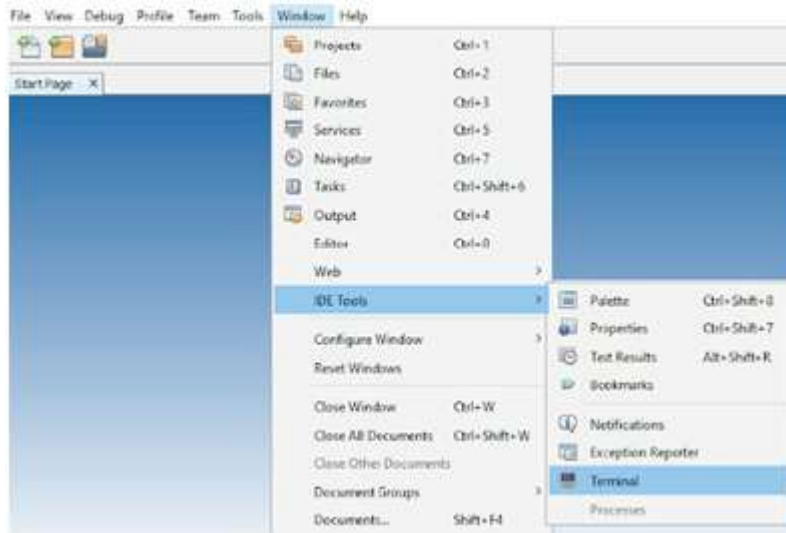 File View Debug Profile Team Tools Window Help
Start Page X
Projects Ctrl+1
Files Ctrl+2
Favorites Ctrl+3
Services Ctrl+5
Navigator Ctrl+7
Tasks Ctrl+Shift+6
Output Ctrl+4
Editor Ctrl+0
Web
IDE Tools
Configure Window
Reset Windows
Close Window Ctrl+W
Close All Documents Ctrl+Shift+W
Close Other Documents
Document Groups
Documents... Shift+F4
Palette Ctrl+Shift+8
Properties Ctrl+Shift+7
Test Results Alt+Shift+R
Bookmarks
Notifications
Exception Reporter
Terminal
Processes